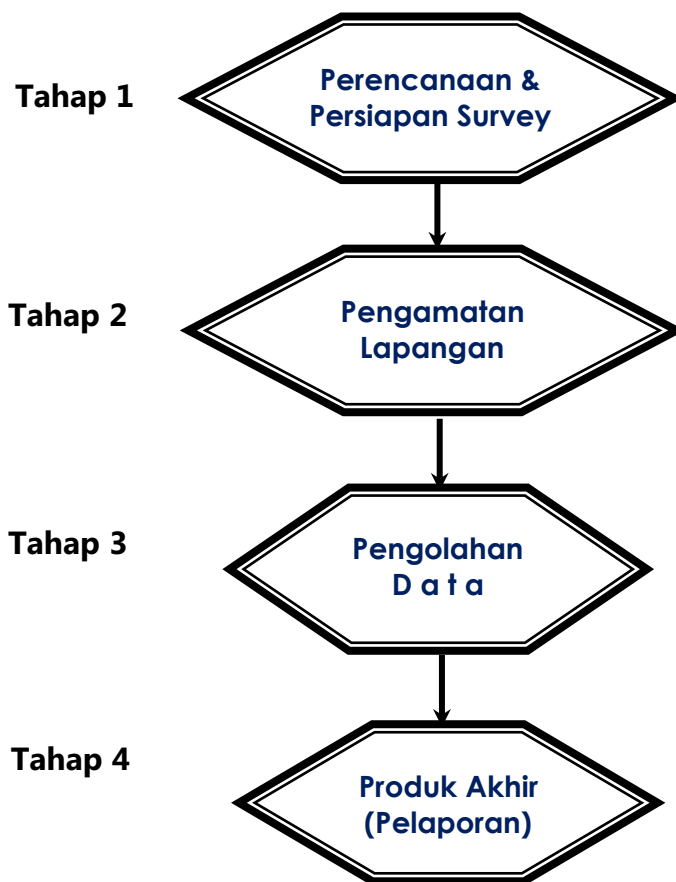 Tahap 1
Perencanaan &
Persiapan Survey
Tahap 2
Pengamatan
Lapangan
Tahap 3
Pengolahan
D a t a
Tahap 4
Produk Akhir
(Pelaporan)